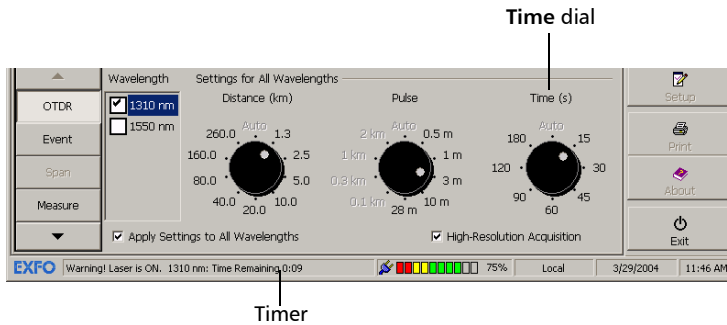 Time dial
Wavelength
Settings for All Wavelengths
OTDR
Event
Span
Measure
1310 nm
1550 nm
Distance (km)
Auto
1.3
2.5
5.0
10.0
20.0
40.0
80.0
160.0
260.0
Pulse
Auto
0.5 m
1 m
3 m
10 m
28 m
0.1 km
0.3 km
1 km
2 km
Time (s)
Auto
15
30
45
60
90
120
180
Setup
Print
About
Exit
Apply Settings to All Wavelengths
High-Resolution Acquisition
EXFO Warning! Laser is ON. 1310 nm: Time Remaining 0:09 75% Local 3/29/2004 11:46 AM
Timer